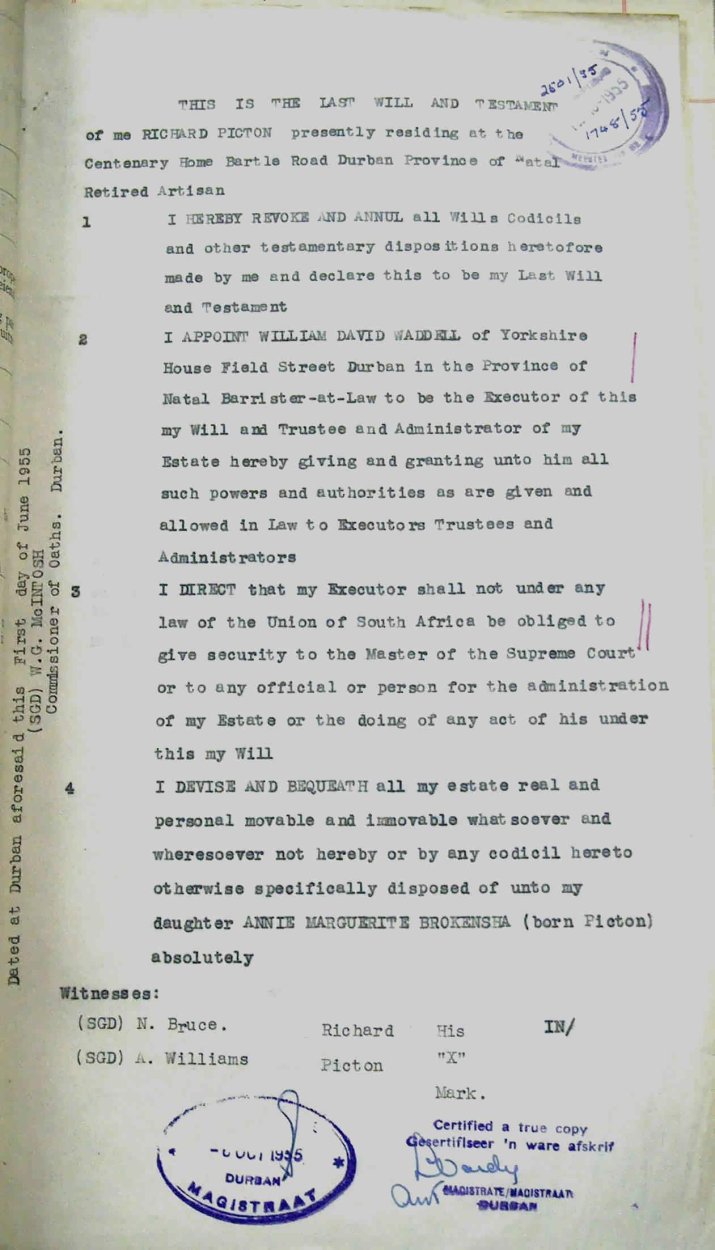 2601/55
1955
1748/55
THIS IS THE LAST WILL AND TESTAMENT
of me RICHARD PICTON presently residing at the
Centenary Home Bartle Road Durban Province of Natal
Retired Artisan
1 I HEREBY REVOKE AND ANNUL all Wills Codicils
and other testamentary dispositions heretofore
made by me and declare this to be my Last Will
and Testament
2 I APPOINT WILLIAM DAVID WADDELL of Yorkshire
House Field Street Durban in the Province of
Natal Barrister-at-Law to be the Executor of this
my Will and Trustee and Administrator of my
Estate hereby giving and granting unto him all
such powers and authorities as are given and
allowed in Law to Executors Trustees and
Administrators
3 I DIRECT that my Executor shall not under any
law of the Union of South Africa be obliged to
give security to the Master of the Supreme Court
or to any official or person for the administration
of my Estate or the doing of any act of his under
this my Will
4 I DEVISE AND BEQUEATH all my estate real and
personal movable and immovable whatsoever and
wheresoever not hereby or by any codicil hereto
otherwise specifically disposed of unto my
daughter ANNIE MARGUERITE BROKENSHA (born Picton)
absolutely
Dated at Durban aforesaid this First day of June 1955
(SGD) W.G. McINTOSH
Commissioner of Oaths. Durban.
Witnesses:
(SGD) N. Bruce. Richard His IN/
(SGD) A. Williams Picton "X"
Mark.
Certified a true copy
Gesertifiseer 'n ware afskrif
MAGISTRATE/MAGISTRAAT
DURBAN
OCT 1955
DURBAN
MAGISTRAAT